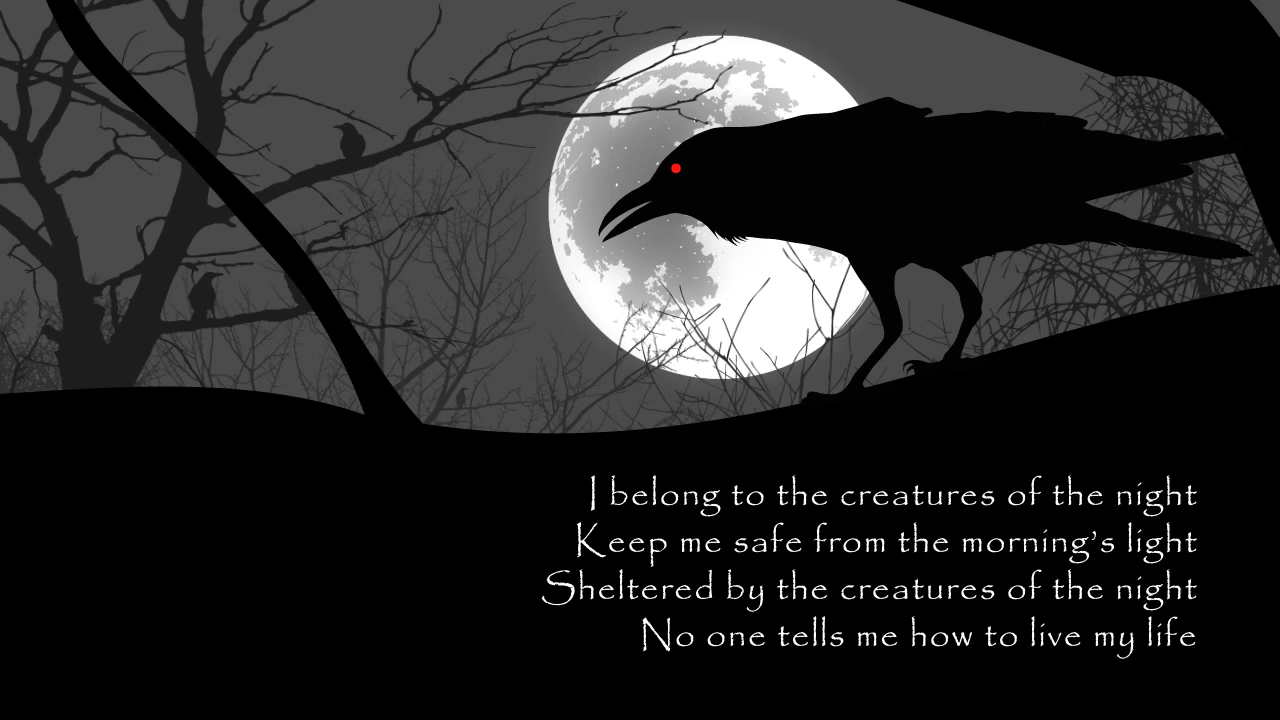 I belong to the creatures of the night
Keep me safe from the morning’s light
Sheltered by the creatures of the night
No one tells me how to live my life